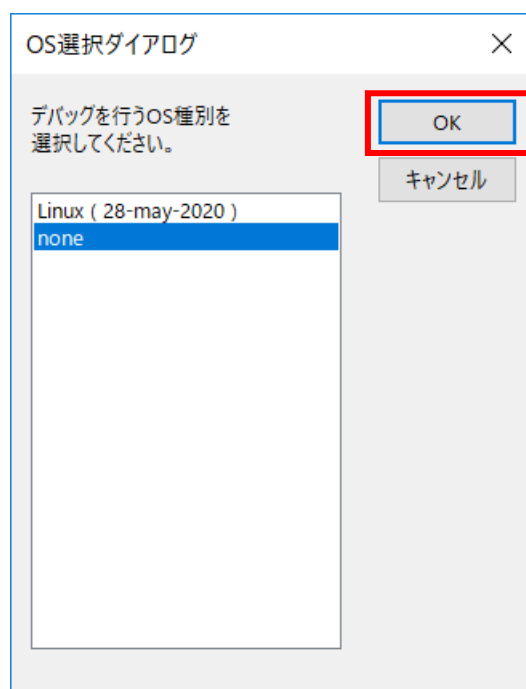 OS選択ダイアログ
デバッグを行うOS種別を
選択してください。
OK
キャンセル
Linux ( 28-may-2020 )
none